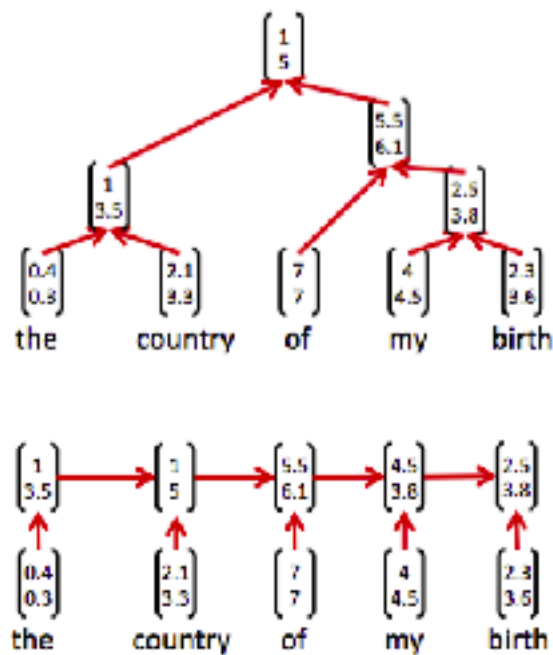 1
5
5.5
6.1
1
3.5
2.5
3.8
0.4 2.1 7 4 2.3
0.3 3.3 7 4.5 3.6
the country of my birth
1 1 5.5 4.5 2.5
3.5 5 6.1 3.8 3.8
0.4 2.1 7 4 2.3
0.3 3.3 7 4.5 3.6
the country of my birth